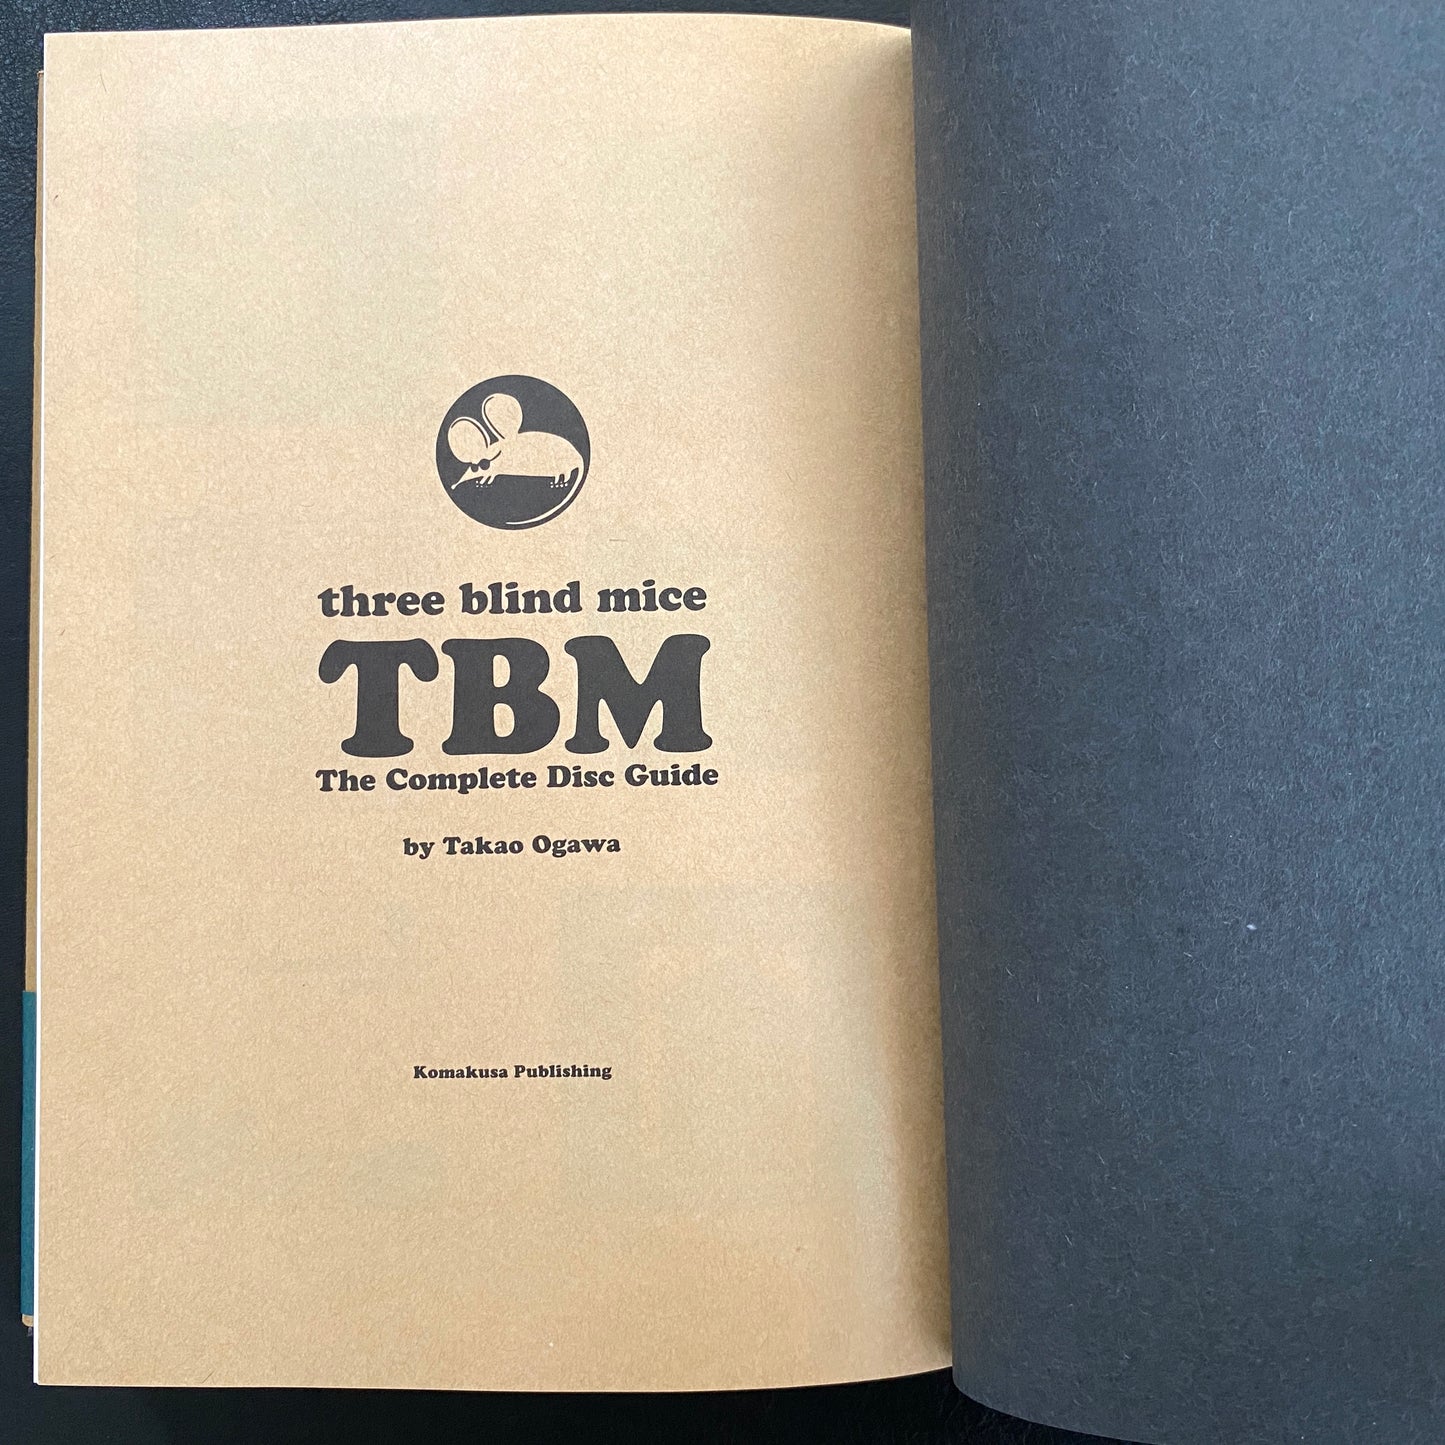 three blind mice
TBM
The Complete Disc Guide
by Takao Ogawa
Komakusa Publishing